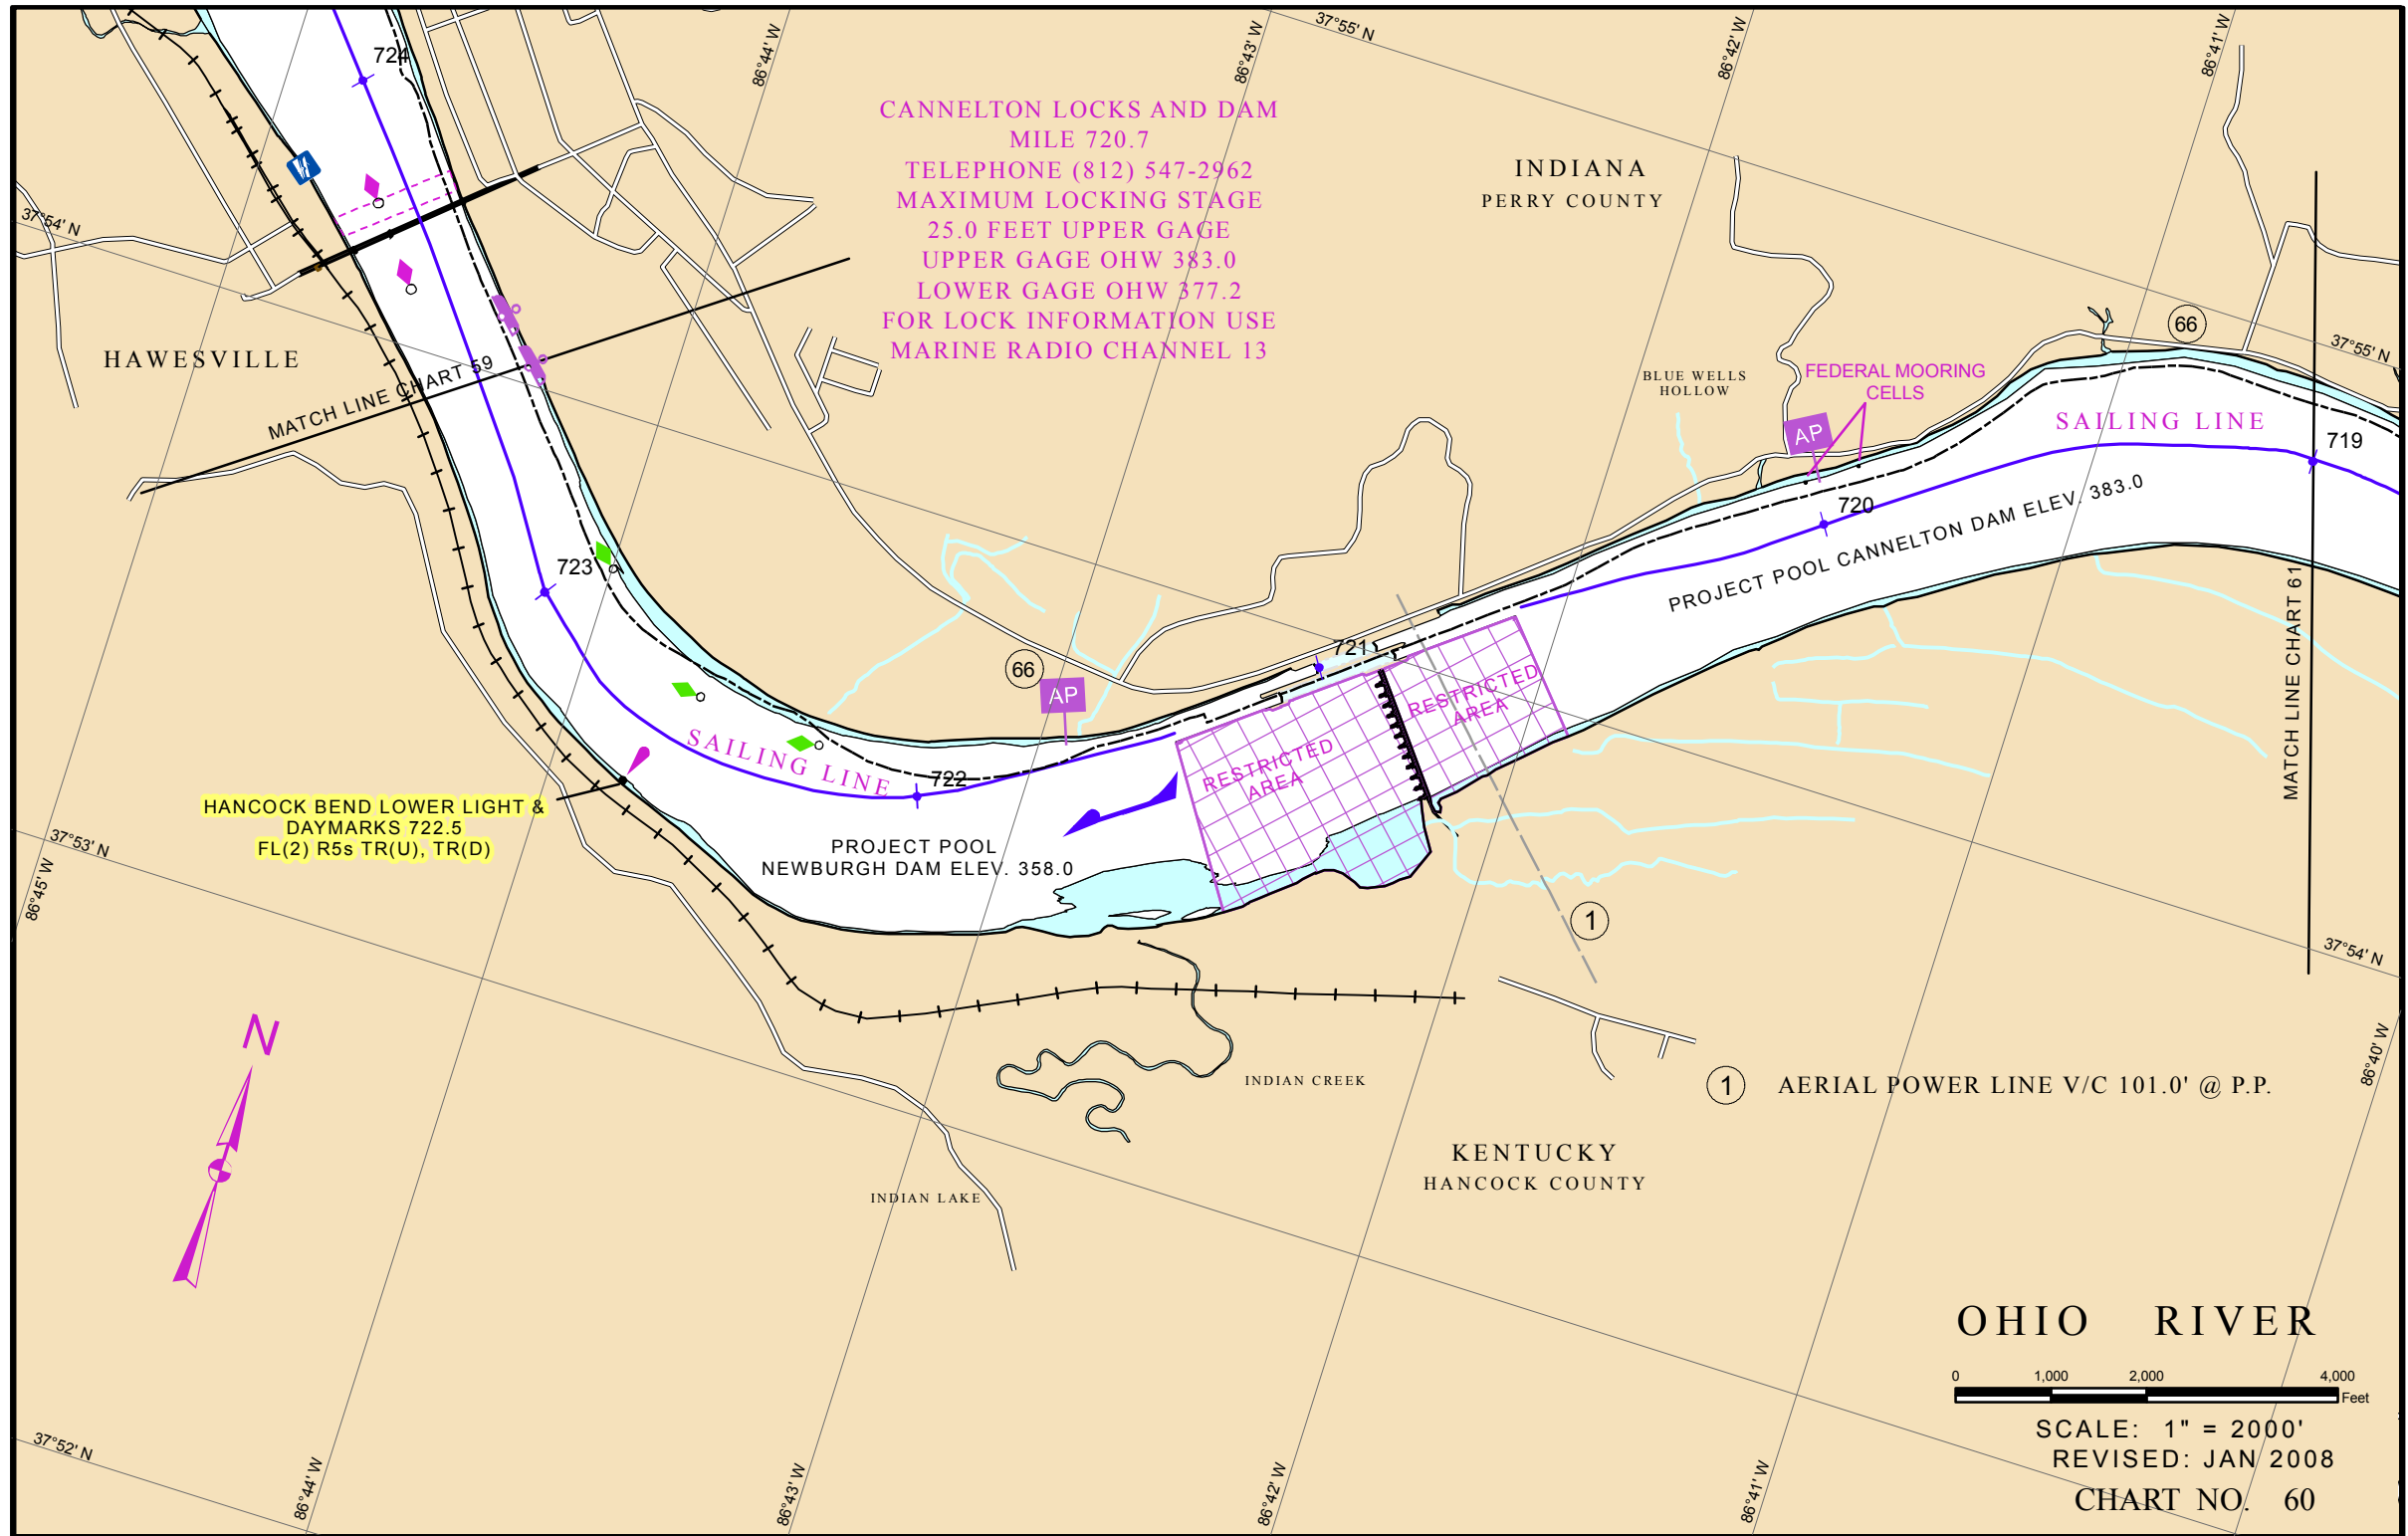 37°55' N
86°44' W
86°43' W
86°42' W
86°41' W
724
CANNELTON LOCKS AND DAM
MILE 720.7
TELEPHONE (812) 547-2962
MAXIMUM LOCKING STAGE
25.0 FEET UPPER GAGE
UPPER GAGE OHW 383.0
LOWER GAGE OHW 377.2
FOR LOCK INFORMATION USE
MARINE RADIO CHANNEL 13
INDIANA
PERRY COUNTY
37°54' N
HAWESVILLE
MATCH LINE CHART 59
66
37°55' N
BLUE WELLS
HOLLOW
FEDERAL MOORING
CELLS
AP
SAILING LINE
719
720
PROJECT POOL CANNELTON DAM ELEV. 383.0
MATCH LINE CHART 61
723
721
66
AP
RESTRICTED
AREA
RESTRICTED
AREA
SAILING LINE
722
HANCOCK BEND LOWER LIGHT &
DAYMARKS 722.5
FL(2) R5s TR(U), TR(D)
PROJECT POOL
NEWBURGH DAM ELEV. 358.0
37°53' N
86°45' W
1
37°54' N
N
86°40' W
INDIAN CREEK
1 AERIAL POWER LINE V/C 101.0' @ P.P.
KENTUCKY
HANCOCK COUNTY
INDIAN LAKE
OHIO RIVER
0 1,000 2,000 4,000
Feet
SCALE: 1" = 2000'
REVISED: JAN 2008
CHART NO. 60
37°52' N
86°44' W
86°43' W
86°42' W
86°41' W